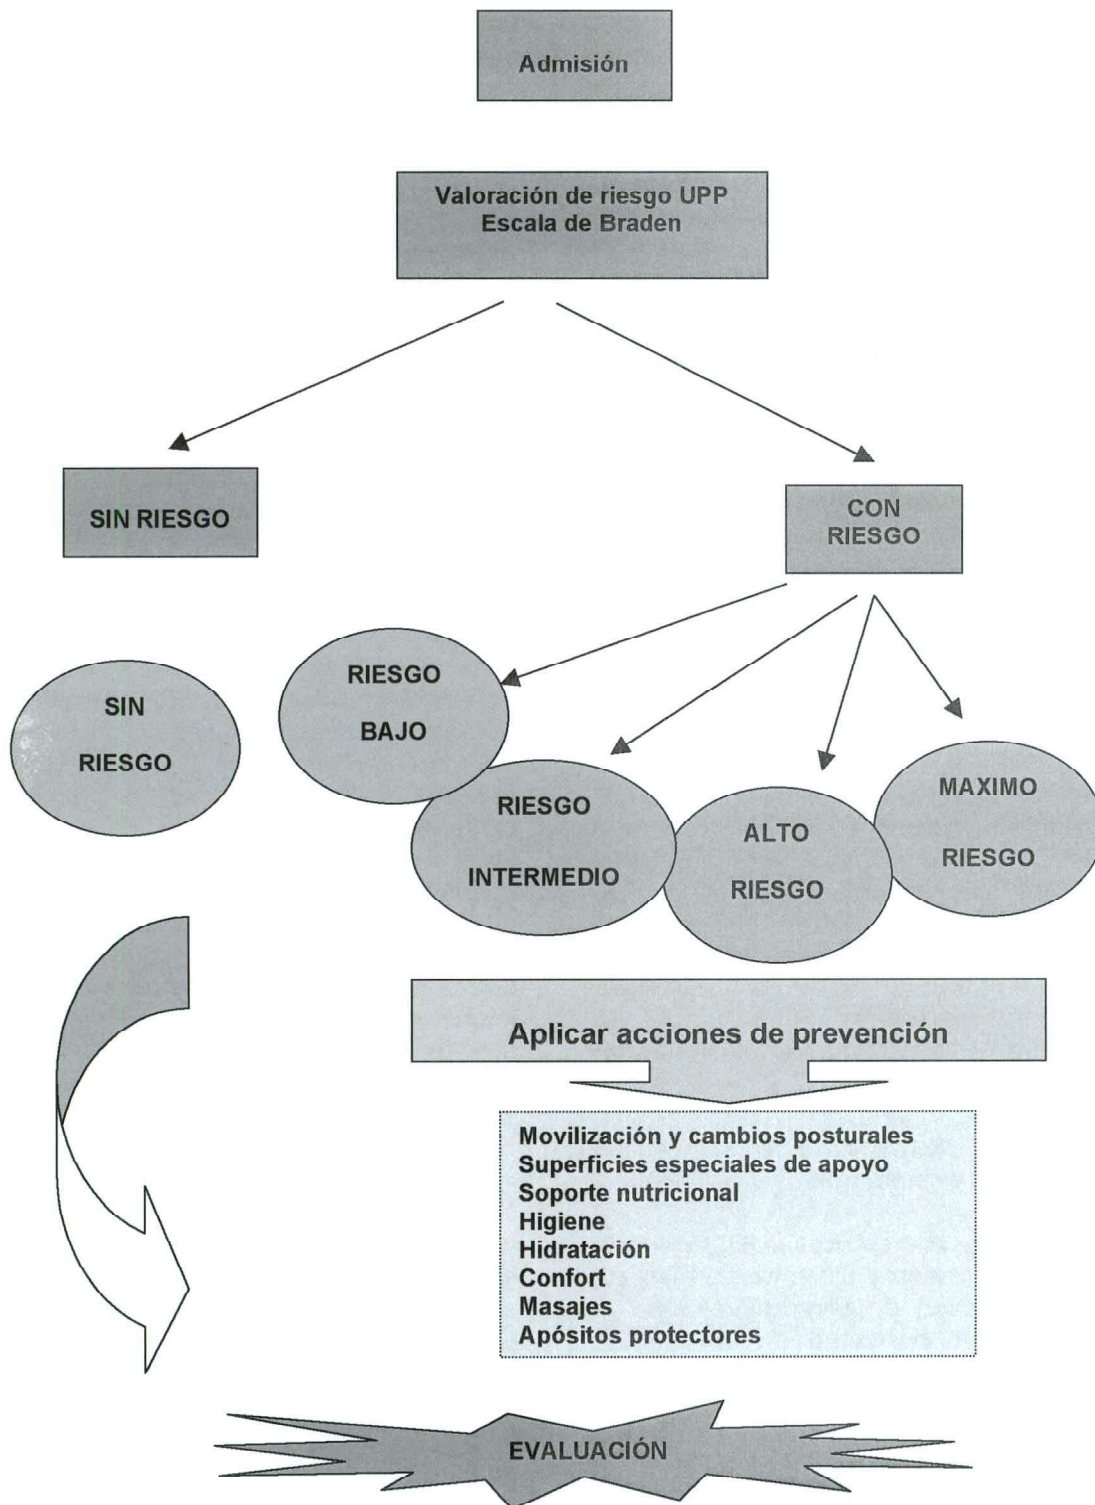 Admisión
Valoración de riesgo UPP
Escala de Braden
SIN RIESGO
CON
RIESGO
SIN
RIESGO
RIESGO
BAJO
RIESGO
INTERMEDIO
ALTO
RIESGO
MAXIMO
RIESGO
Aplicar acciones de prevención
Movilización y cambios posturales
Superficies especiales de apoyo
Soporte nutricional
Higiene
Hidratación
Confort
Masajes
Apósitos protectores
EVALUACIÓN